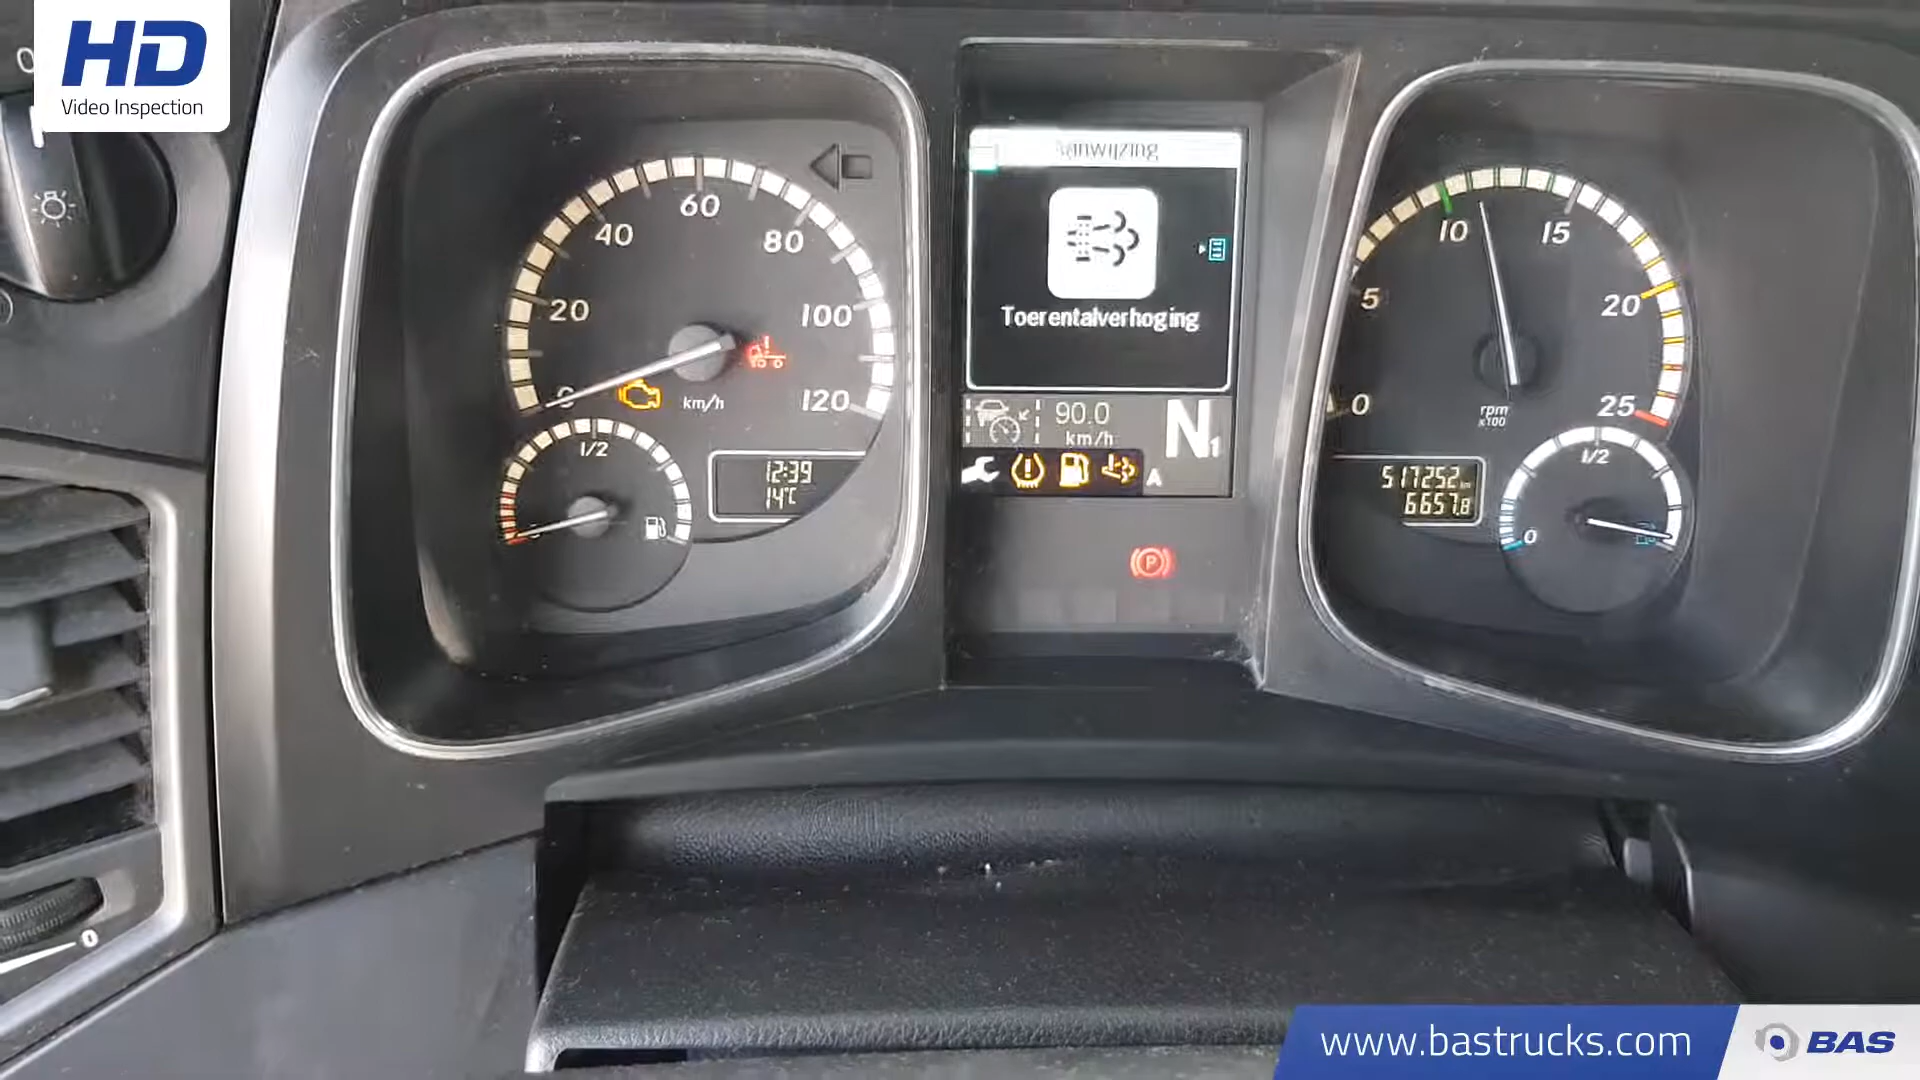 HD
Video Inspection
0
20
40
60
80
100
120
km/h
1/2
12:39
14°C
Aanwijzing
Toerentalverhoging
90.0
km/h
N1
A
P
0
5
10
15
20
25
rpm
x100
517252 km
6657.8
1/2
0
0
www.bastrucks.com
BAS